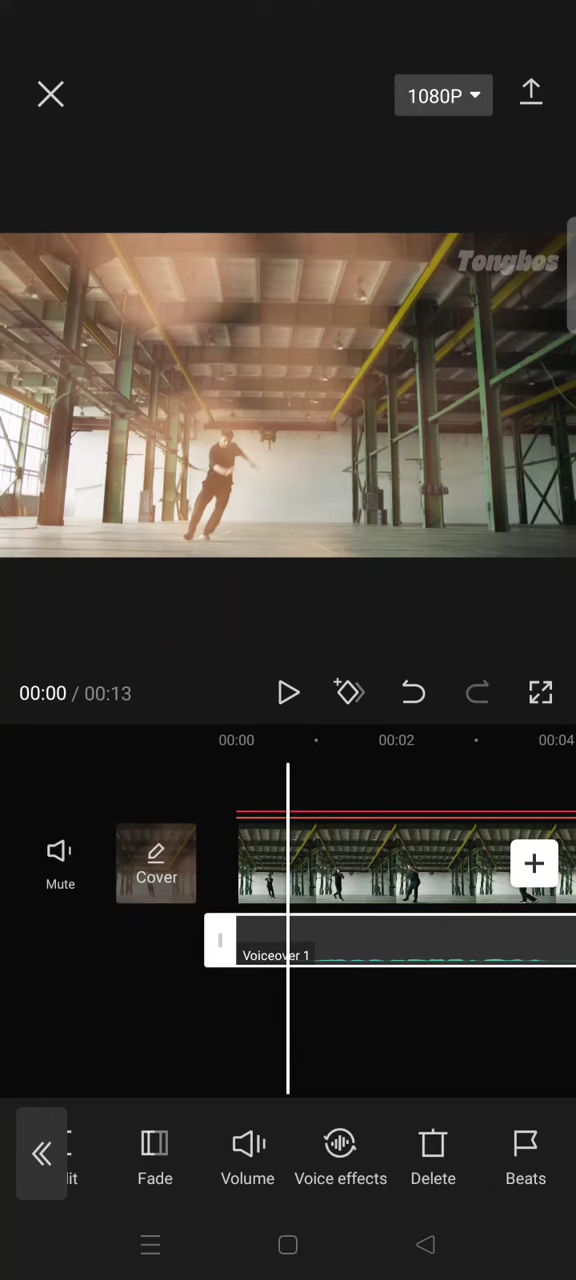 1080P
Tongbos
00:00 / 00:13
00:00
00:02
00:04
Mute
Cover
Voiceover 1
lit
Fade
Volume
Voice effects
Delete
Beats